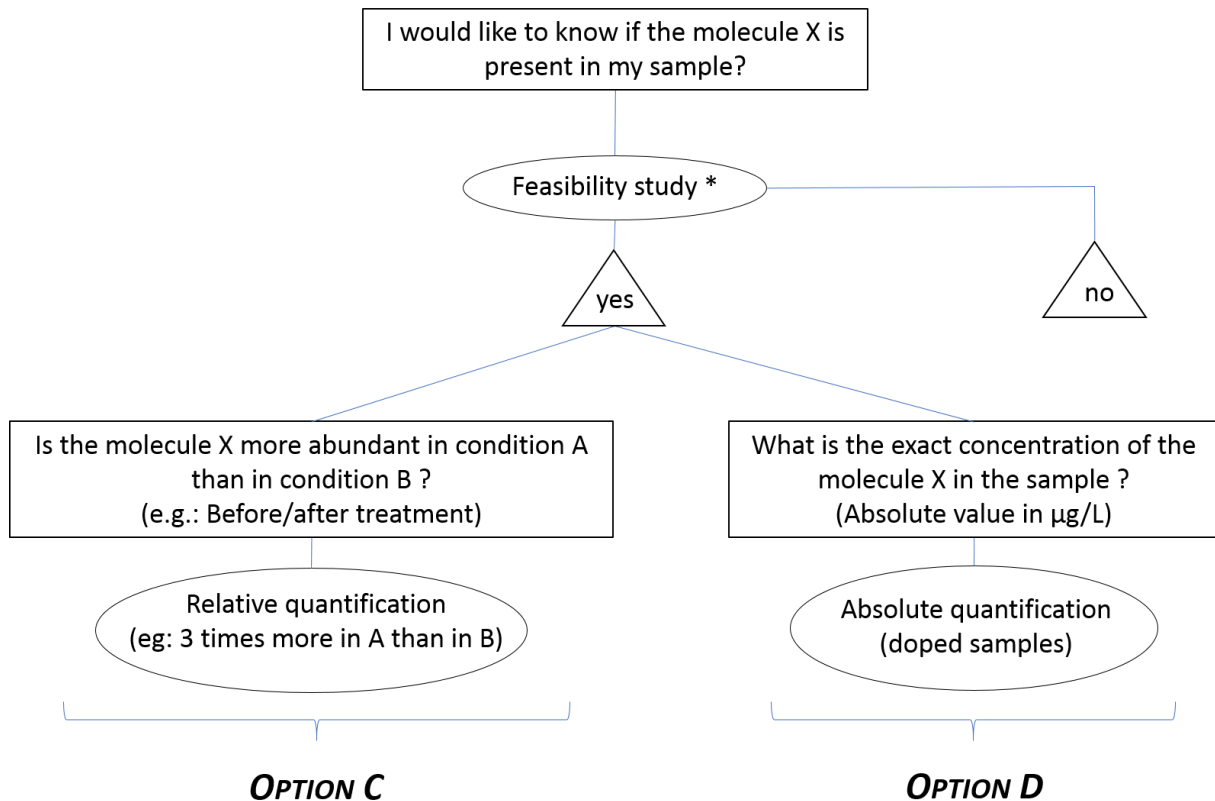 I would like to know if the molecule X is
present in my sample?
Feasibility study *
yes
no
Is the molecule X more abundant in condition A
than in condition B ?
(e.g.: Before/after treatment)
What is the exact concentration of the
molecule X in the sample ?
(Absolute value in µg/L)
Relative quantification
(eg: 3 times more in A than in B)
Absolute quantification
(doped samples)
OPTION C
OPTION D